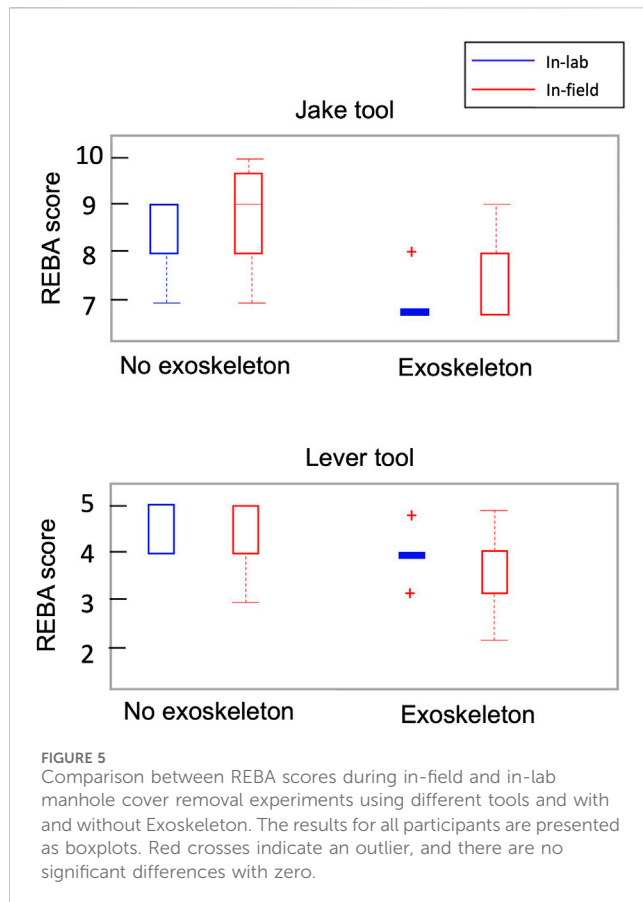 In-lab
In-field
Jake tool
REBA score
10
9
8
7
No exoskeleton
Exoskeleton
Lever tool
REBA score
5
4
3
2
No exoskeleton
Exoskeleton
FIGURE 5
Comparison between REBA scores during in-field and in-lab
manhole cover removal experiments using different tools and with
and without Exoskeleton. The results for all participants are presented
as boxplots. Red crosses indicate an outlier, and there are no
significant differences with zero.